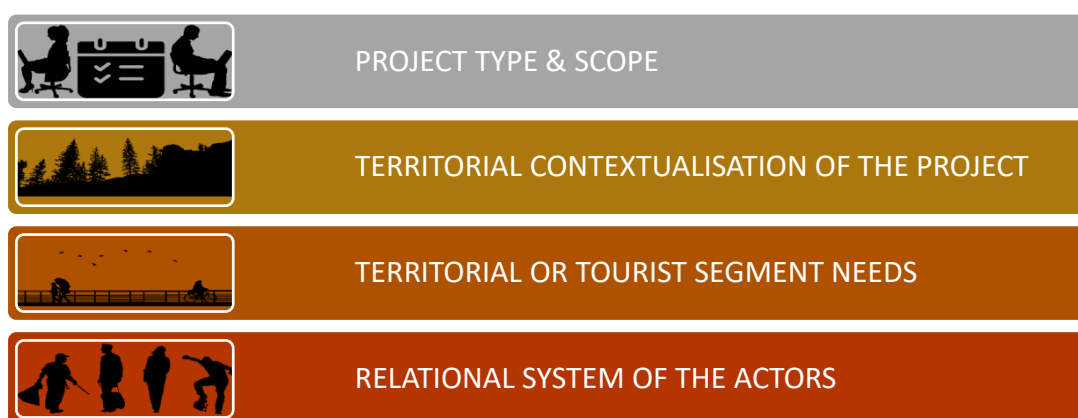 PROJECT TYPE & SCOPE
TERRITORIAL CONTEXTUALISATION OF THE PROJECT
TERRITORIAL OR TOURIST SEGMENT NEEDS
RELATIONAL SYSTEM OF THE ACTORS